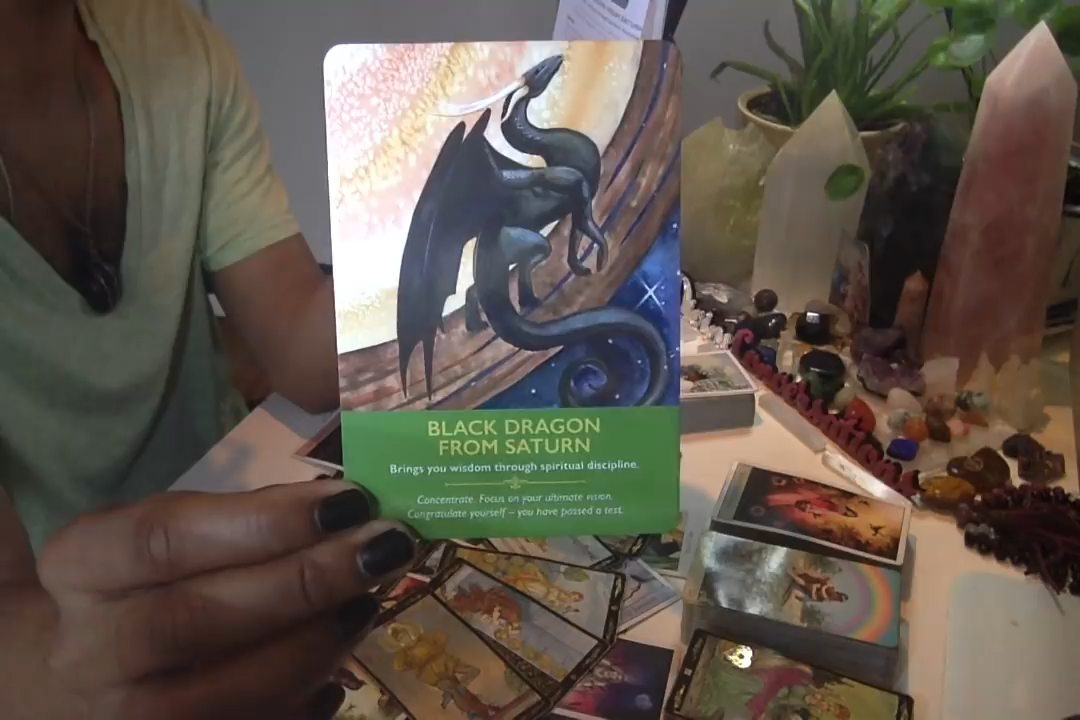 BLACK DRAGON
FROM SATURN
Brings you wisdom through spiritual discipline.
Concentrate. Focus on your ultimate vision.
Congratulate yourself – you have passed a test.